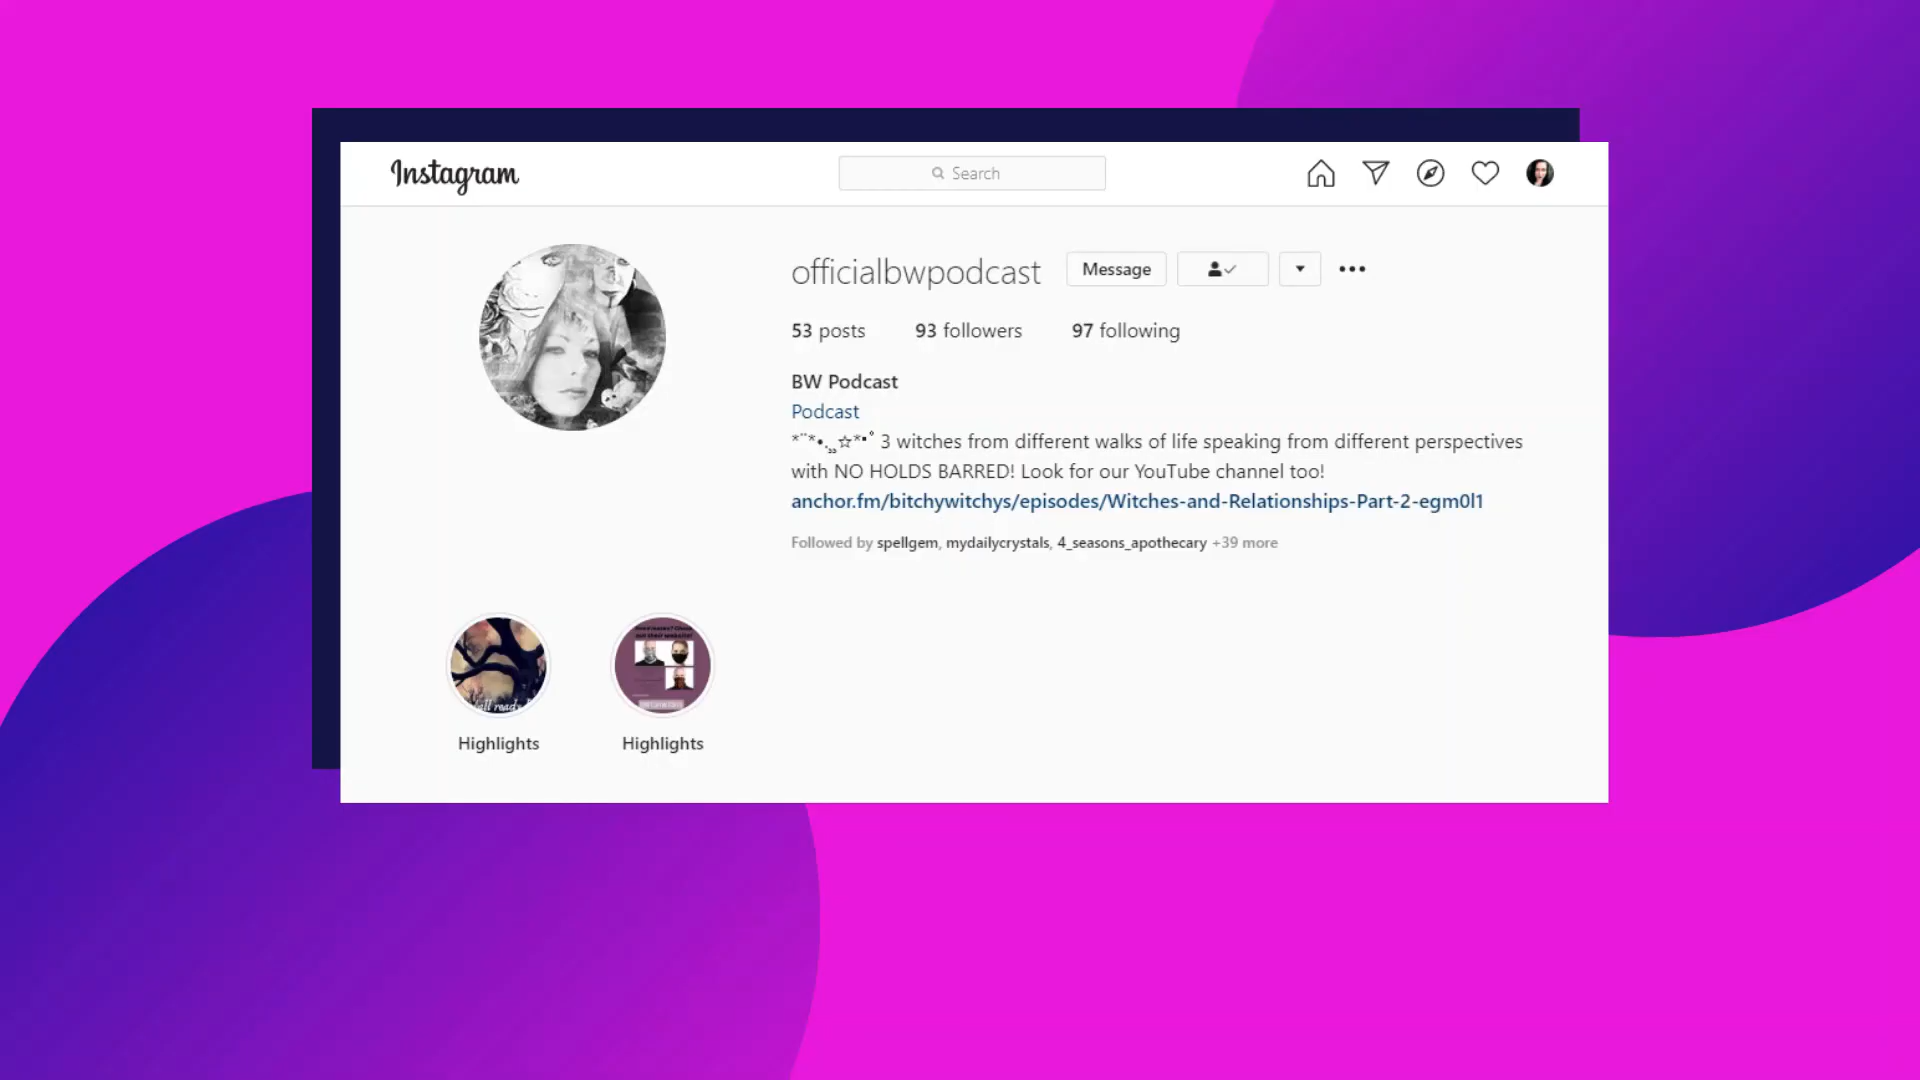 Instagram
Search
officialbwpodcast
Message
53 posts 93 followers 97 following
BW Podcast
Podcast
*¨*•.¸¸☆*•° 3 witches from different walks of life speaking from different perspectives
with NO HOLDS BARRED! Look for our YouTube channel too!
anchor.fm/bitchywitchys/episodes/Witches-and-Relationships-Part-2-egm0l1
Followed by spellgem, mydailycrystals, 4_seasons_apothecary +39 more
Highlights Highlights